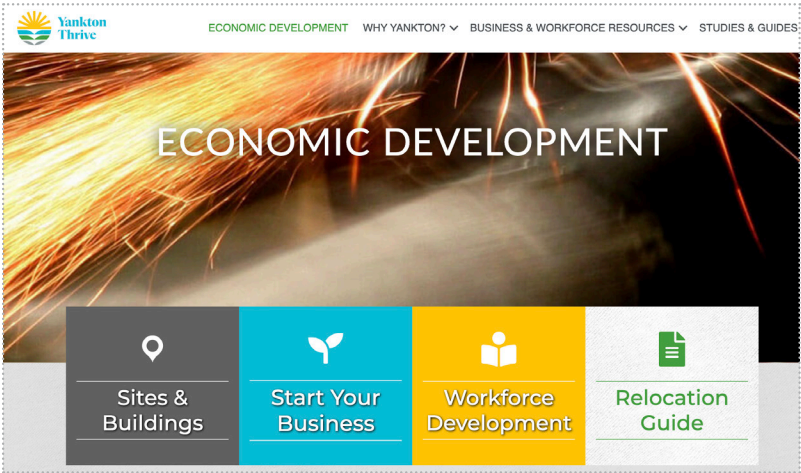 Yankton
Thrive
ECONOMIC DEVELOPMENT WHY YANKTON? BUSINESS & WORKFORCE RESOURCES STUDIES & GUIDES
ECONOMIC DEVELOPMENT
Sites &
Buildings
Start Your
Business
Workforce
Development
Relocation
Guide